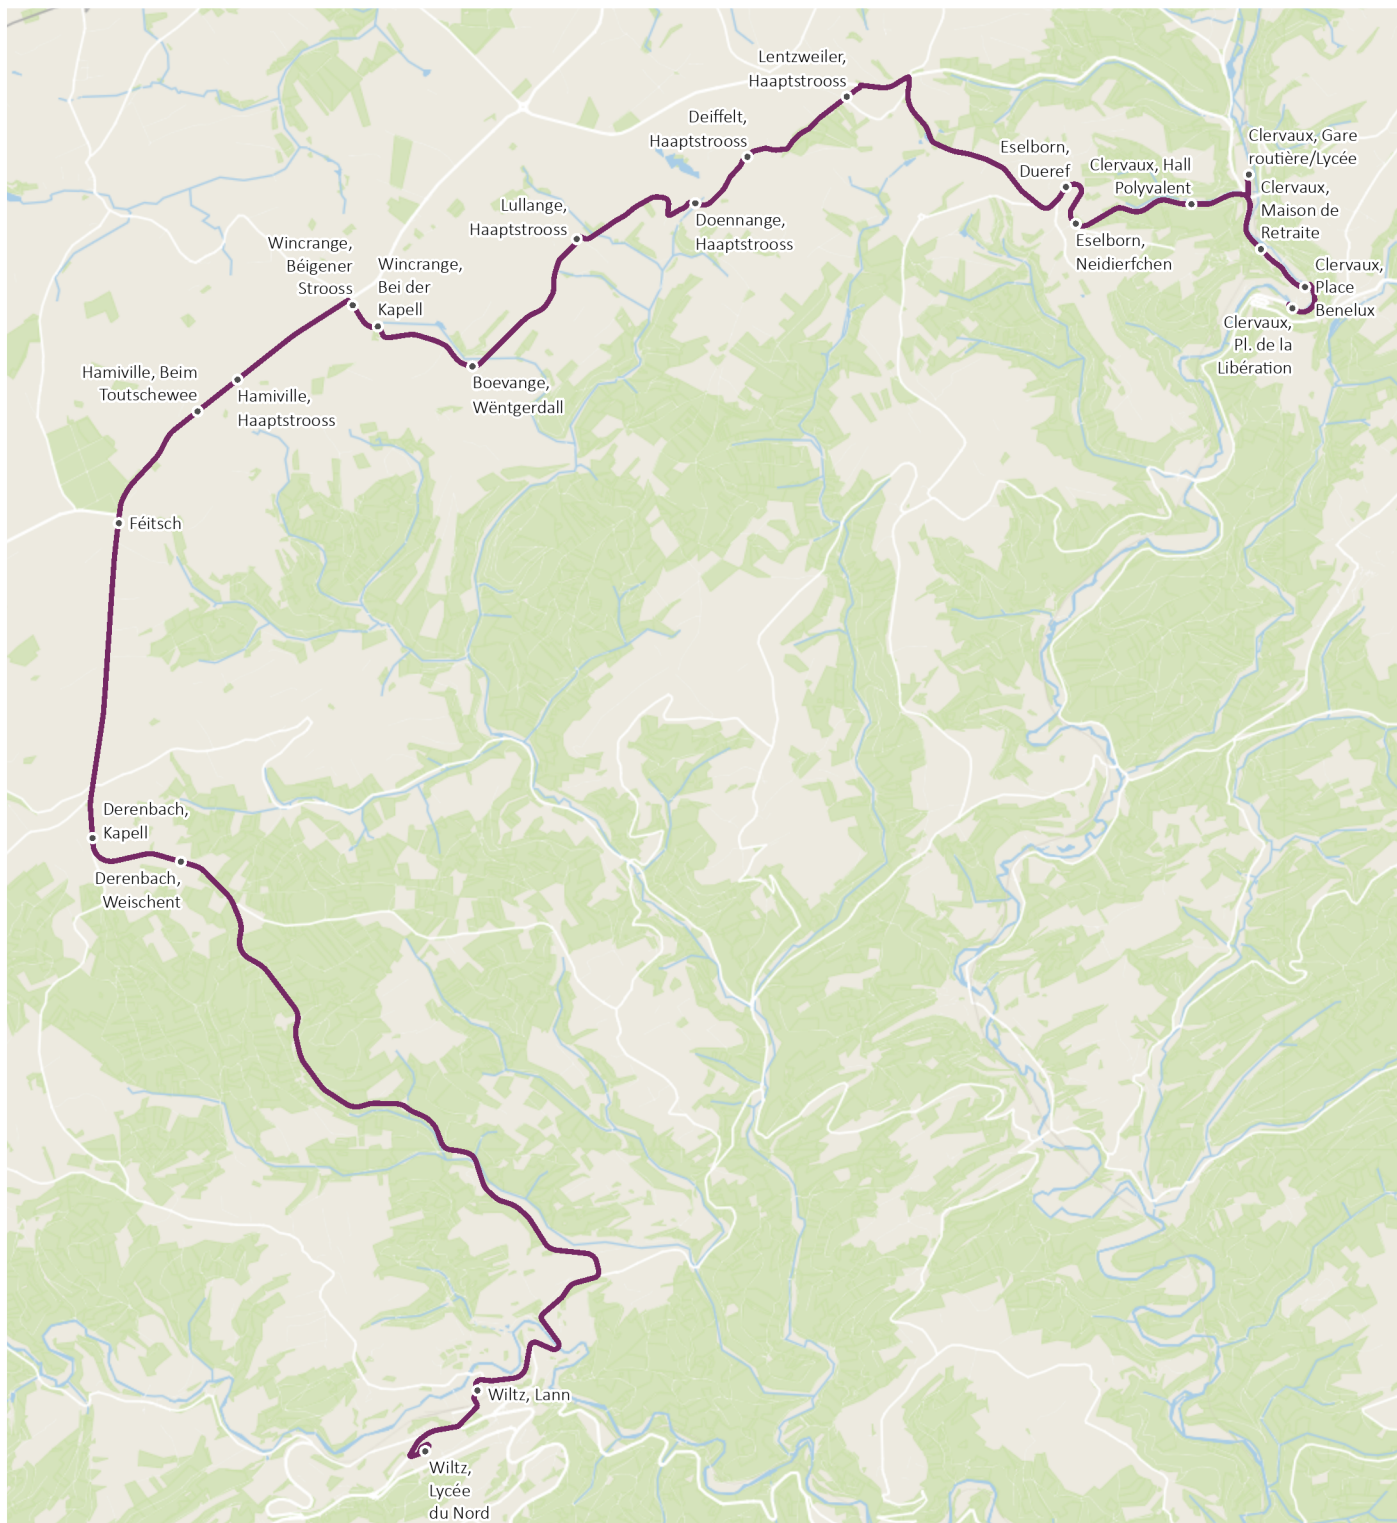 Lentzweiler,
Haaptstrooss
Deiffelt,
Haaptstrooss
Clervaux, Gare
routière/Lycée
Eselborn,
Dueref
Clervaux, Hall
Polyvalent
Clervaux,
Maison de
Retraite
Lullange,
Haaptstrooss
Doennange,
Haaptstrooss
Eselborn,
Neidierfchen
Wincrange,
Béigener
Strooss
Wincrange,
Bei der
Kapell
Clervaux,
Place
Benelux
Clervaux,
Pl. de la
Libération
Hamiville, Beim
Toutschewee
Hamiville,
Haaptstrooss
Boevange,
Wëntgerdall
Féitsch
Derenbach,
Kapell
Derenbach,
Weischent
Wiltz, Lann
Wiltz,
Lycée
du Nord